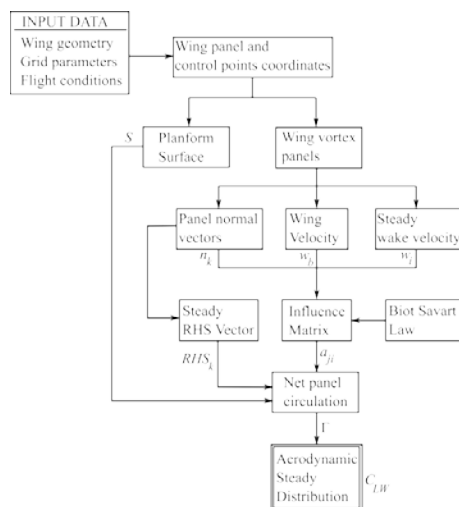 INPUT DATA
Wing geometry
Grid parameters
Flight conditions
Wing panel and
control points coordinates
S
Planform
Surface
Wing vortex
panels
Panel normal
vectors
Wing
Velocity
Steady
wake velocity
n_k
w_b
w_i
Steady
RHS Vector
Influence
Matrix
Biot Savart
Law
RHS_k
a_ji
Net panel
circulation
Γ
Aerodynamic
Steady
Distribution
C_LW